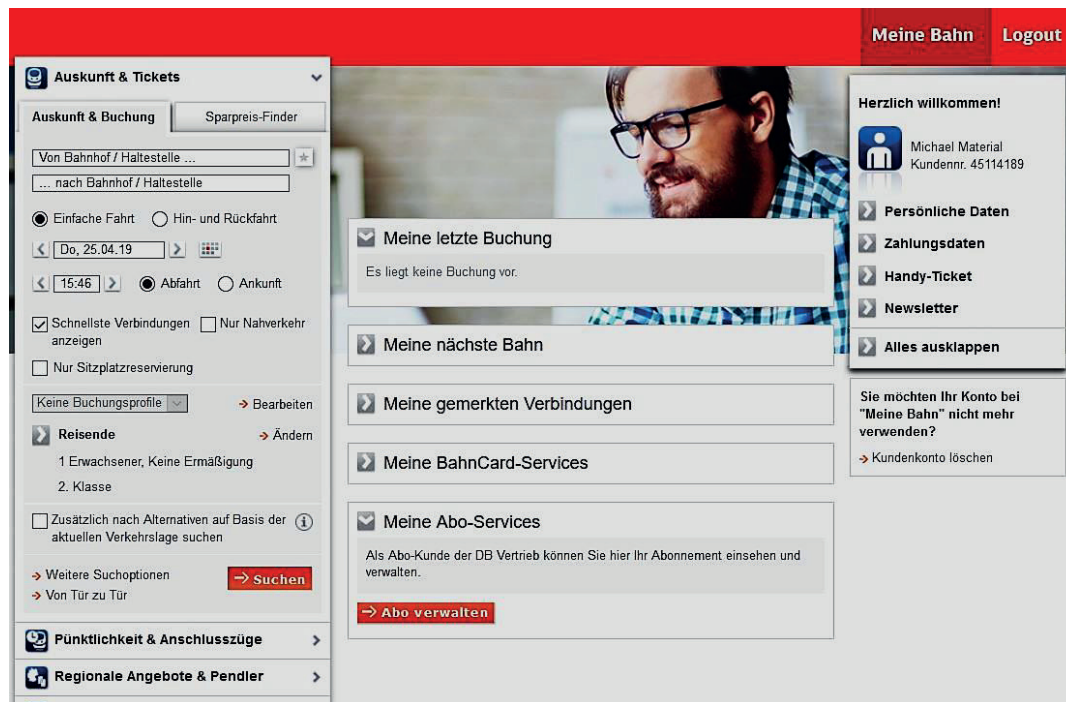 Meine Bahn
Logout
Auskunft & Tickets
Auskunft & Buchung
Sparpreis-Finder
Von Bahnhof / Haltestelle ...
... nach Bahnhof / Haltestelle
Einfache Fahrt
Hin- und Rückfahrt
Do, 25.04.19
15:46
Abfahrt
Ankunft
Schnellste Verbindungen
anzeigen
Nur Nahverkehr
Nur Sitzplatzreservierung
Keine Buchungsprofile
Bearbeiten
Reisende
Ändern
1 Erwachsener, Keine Ermäßigung
2. Klasse
Zusätzlich nach Alternativen auf Basis der
aktuellen Verkehrslage suchen
Weitere Suchoptionen
Suchen
Von Tür zu Tür
Pünktlichkeit & Anschlusszüge
Regionale Angebote & Pendler
Meine letzte Buchung
Es liegt keine Buchung vor.
Meine nächste Bahn
Meine gemerkten Verbindungen
Meine BahnCard-Services
Meine Abo-Services
Als Abo-Kunde der DB Vertrieb können Sie hier Ihr Abonnement einsehen und
verwalten.
Abo verwalten
Herzlich willkommen!
Michael Material
Kundennr. 45114189
Persönliche Daten
Zahlungsdaten
Handy-Ticket
Newsletter
Alles ausklappen
Sie möchten Ihr Konto bei
"Meine Bahn" nicht mehr
verwenden?
Kundenkonto löschen